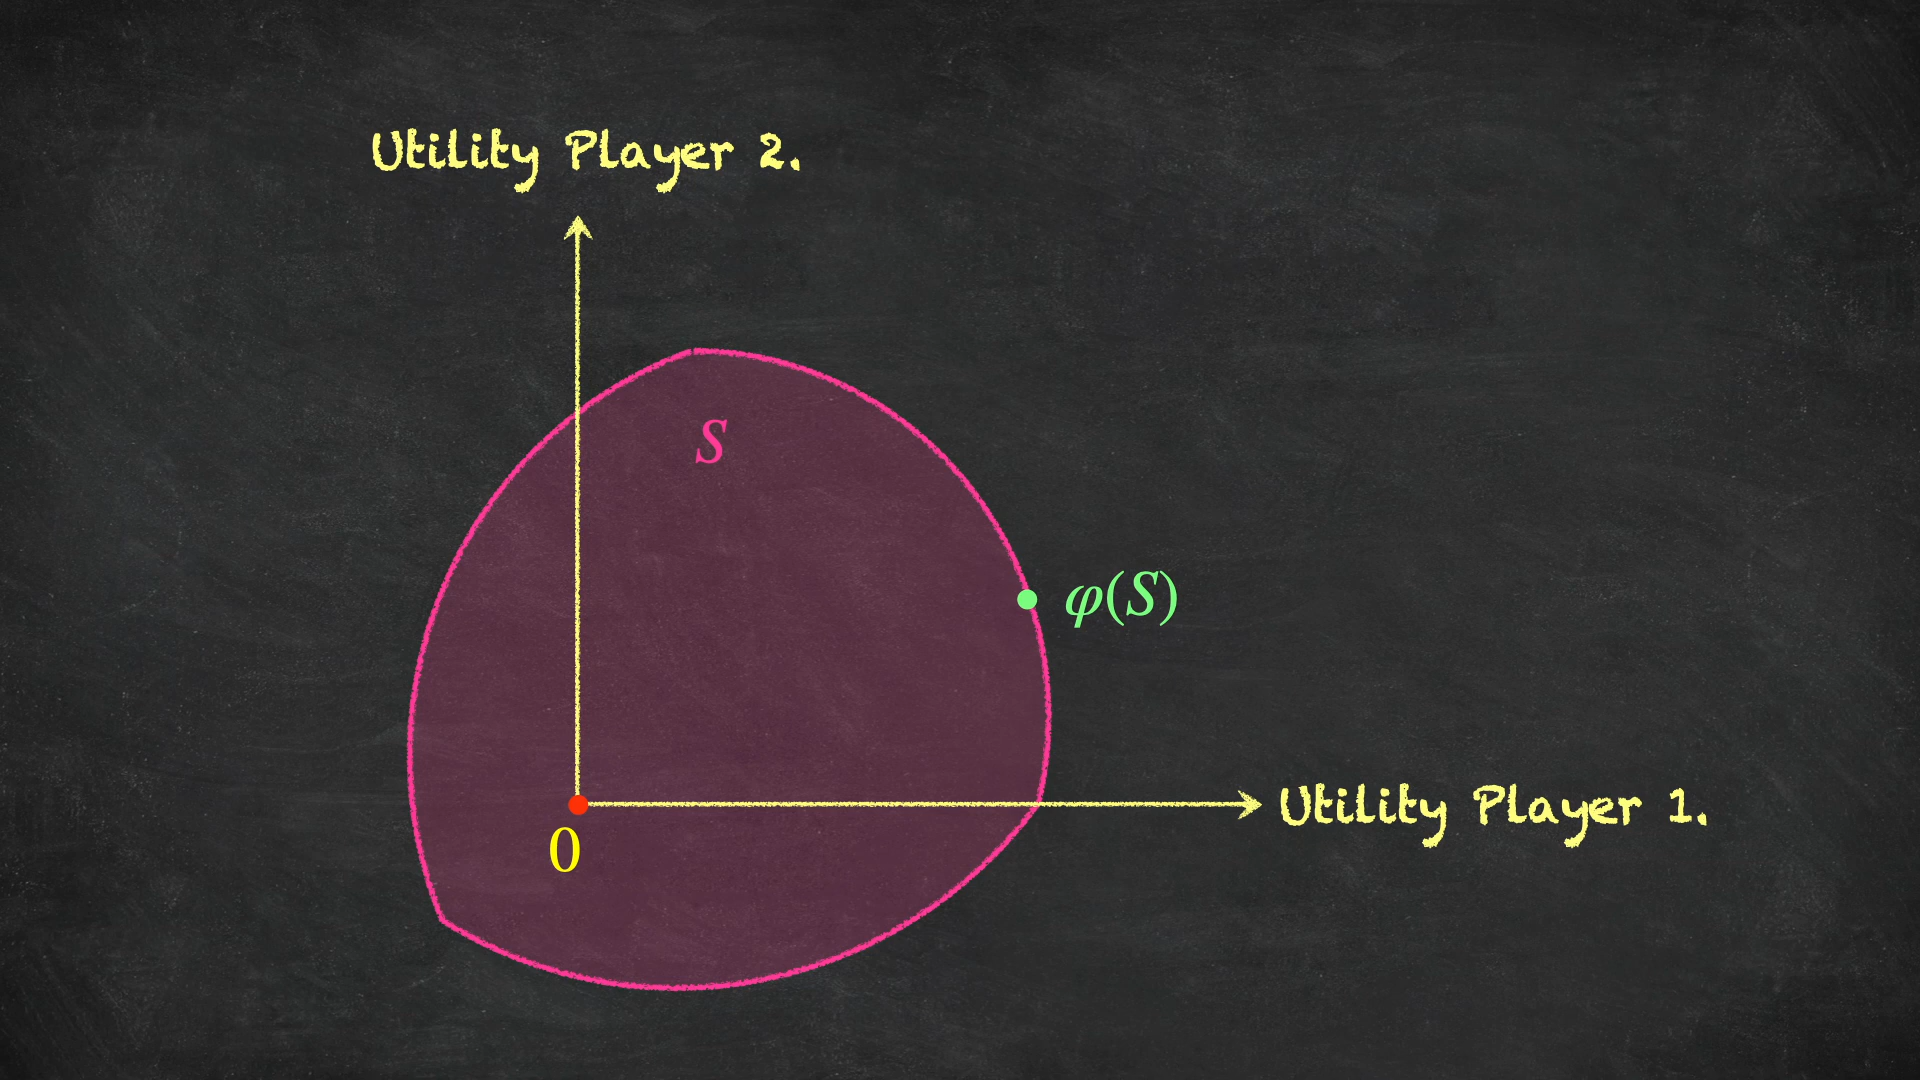 Utility Player 2.
S
φ(S)
Utility Player 1.
0